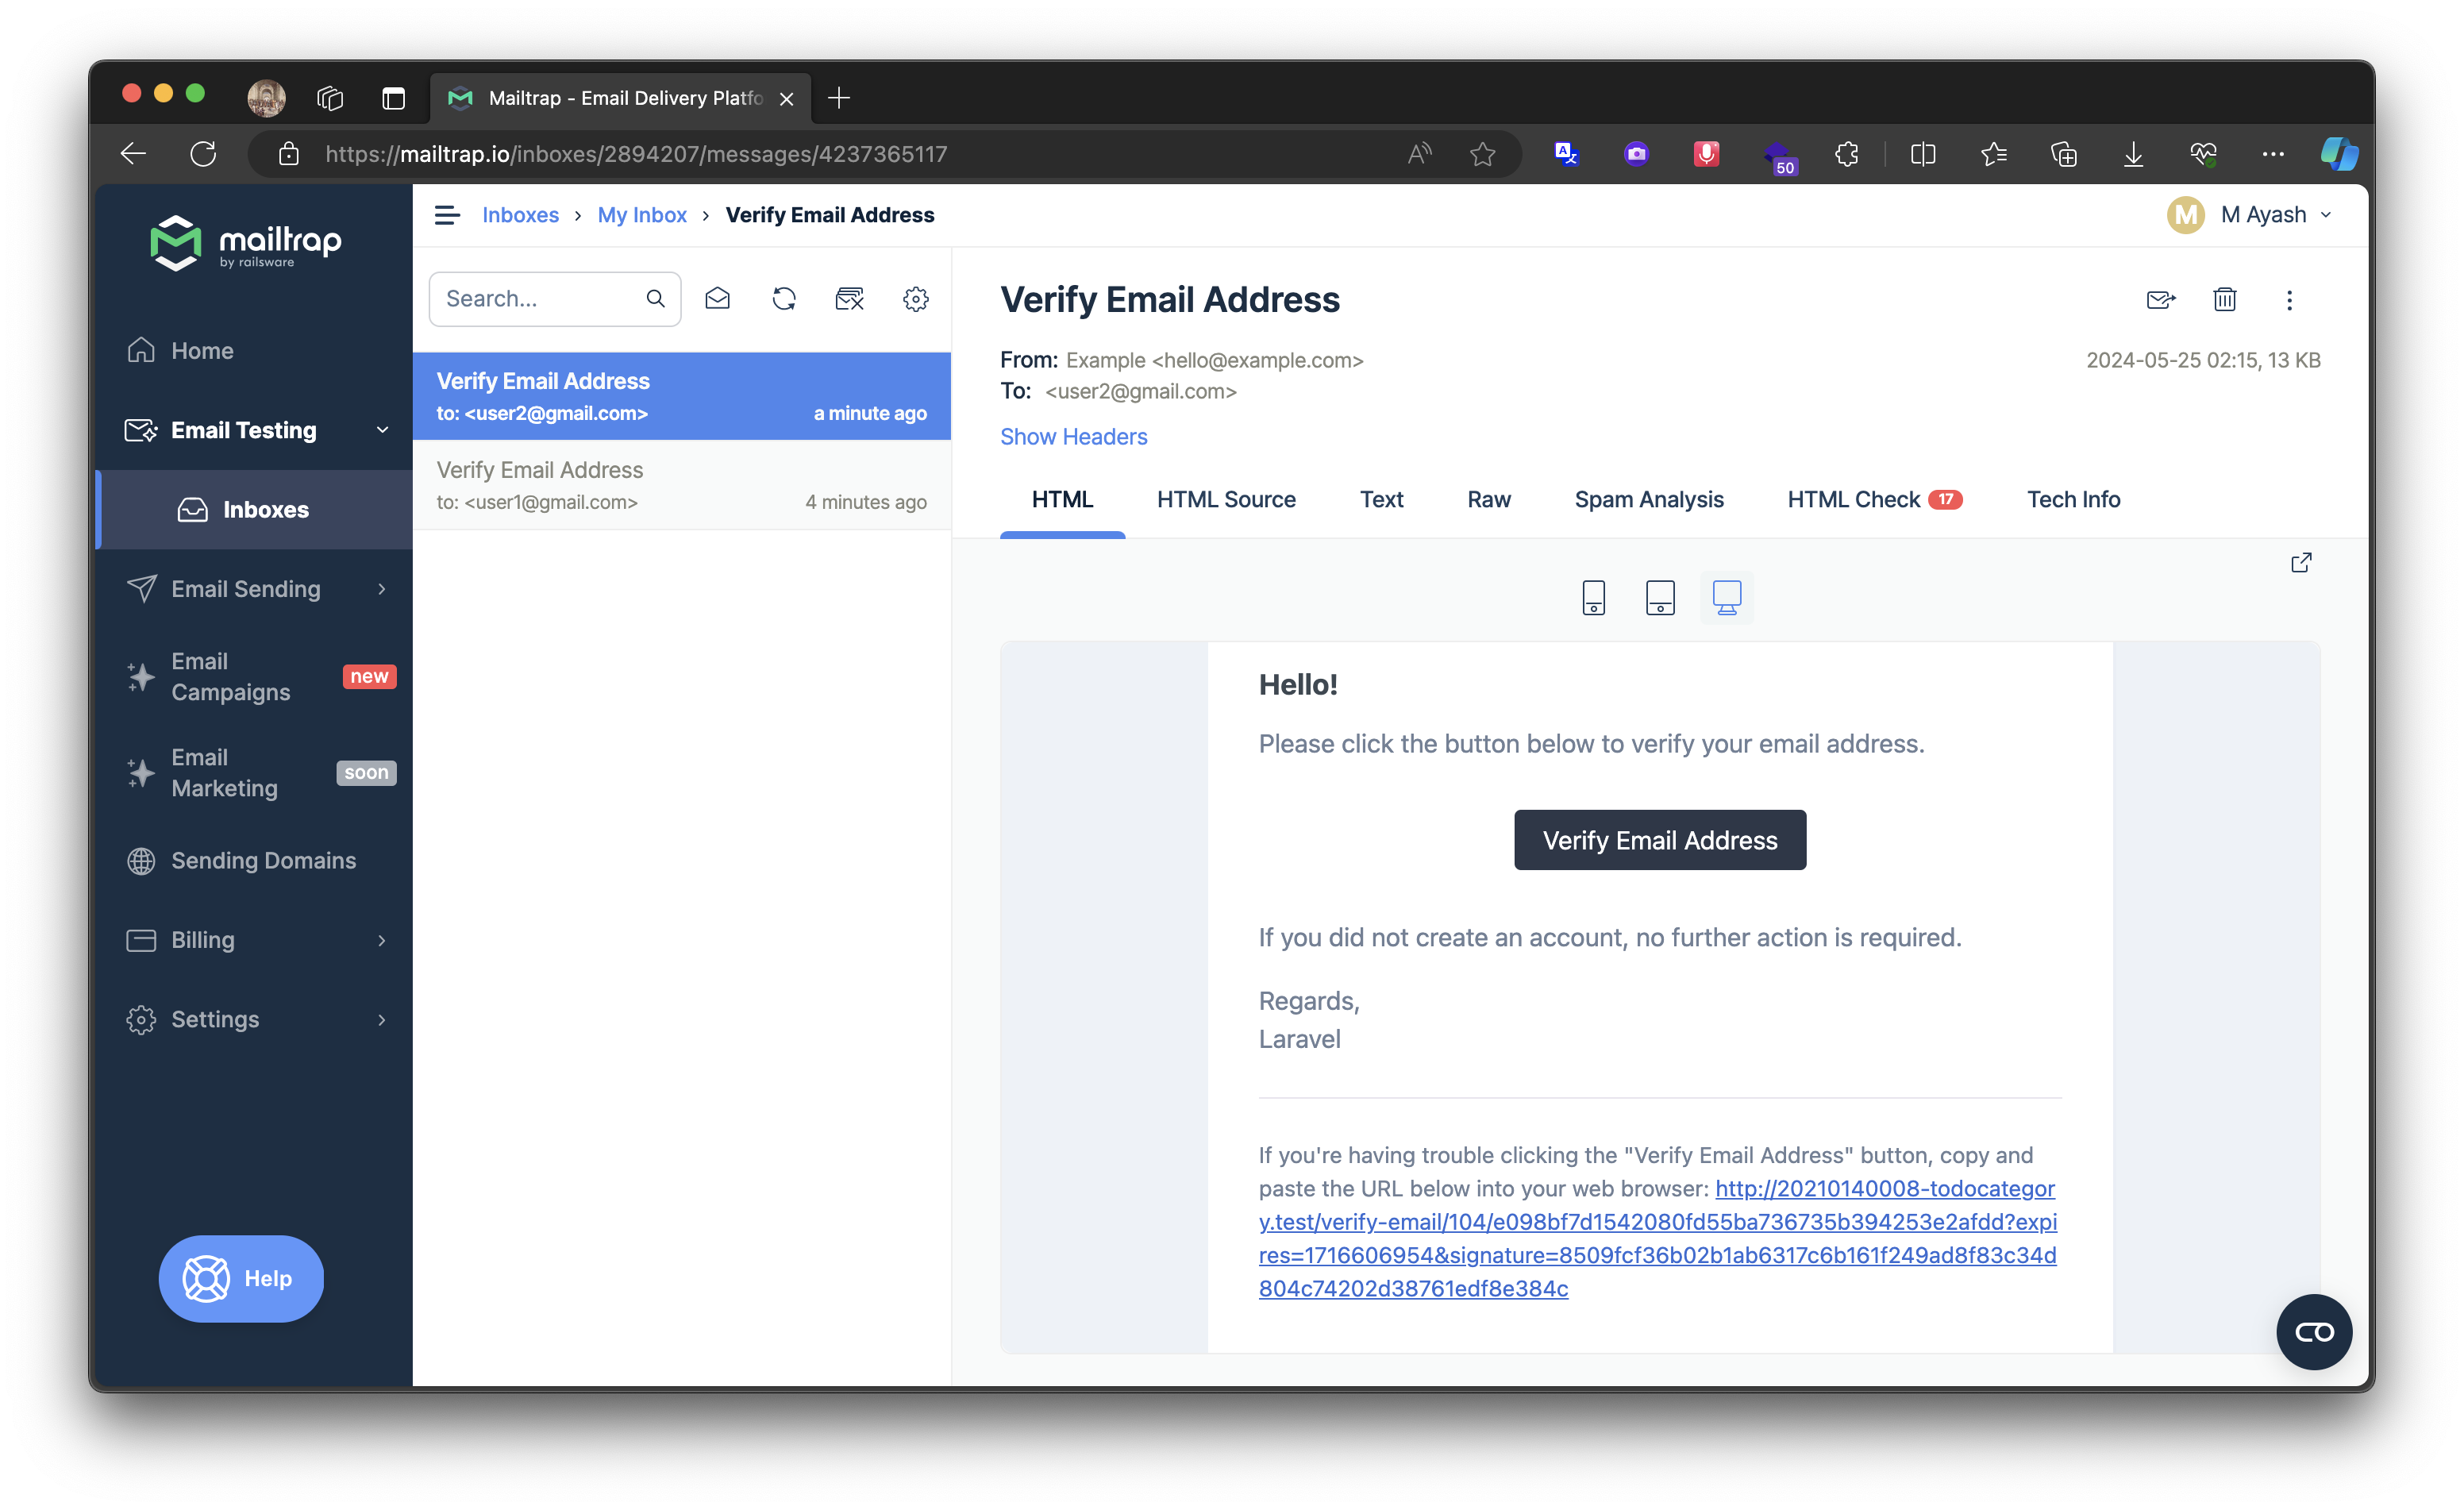 Mailtrap - Email Delivery Platfo
https://mailtrap.io/inboxes/2894207/messages/4237365117
50
mailtrap
by railsware
Home
Email Testing
Inboxes
Email Sending
Email
Campaigns
new
Email
Marketing
soon
Sending Domains
Billing
Settings
Help
Inboxes › My Inbox › Verify Email Address
M
M Ayash
Search...
Verify Email Address
to: <user2@gmail.com> a minute ago
Verify Email Address
to: <user1@gmail.com> 4 minutes ago
Verify Email Address
From: Example <hello@example.com>
2024-05-25 02:15, 13 KB
To: <user2@gmail.com>
Show Headers
HTML HTML Source Text Raw Spam Analysis HTML Check 17 Tech Info
Hello!
Please click the button below to verify your email address.
Verify Email Address
If you did not create an account, no further action is required.
Regards,
Laravel
If you're having trouble clicking the "Verify Email Address" button, copy and
paste the URL below into your web browser: http://20210140008-todocategor
y.test/verify-email/104/e098bf7d1542080fd55ba736735b394253e2afdd?expi
res=1716606954&signature=8509fcf36b02b1ab6317c6b161f249ad8f83c34d
804c74202d38761edf8e384c